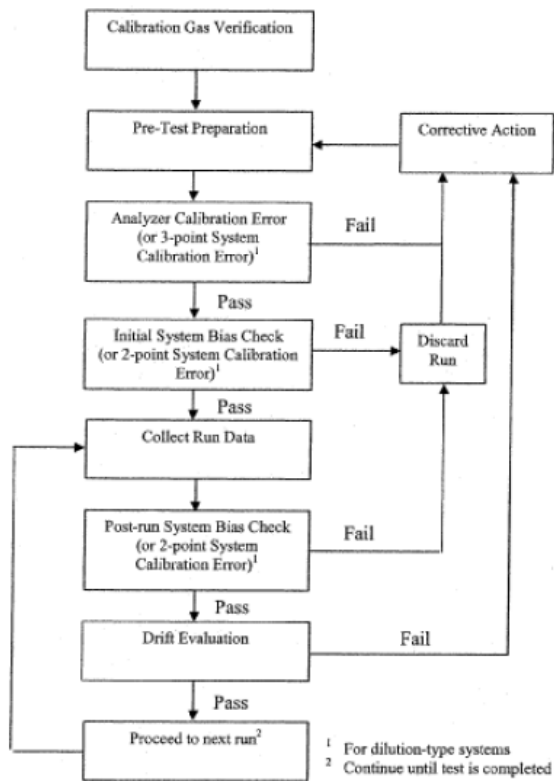 Calibration Gas Verification
Pre-Test Preparation
Corrective Action
Analyzer Calibration Error
(or 3-point System
Calibration Error)¹
Fail
Pass
Initial System Bias Check
(or 2-point System Calibration
Error)¹
Fail
Discard
Run
Pass
Collect Run Data
Post-run System Bias Check
(or 2-point System
Calibration Error)¹
Fail
Pass
Drift Evaluation
Fail
Pass
Proceed to next run²
¹ For dilution-type systems
² Continue until test is completed